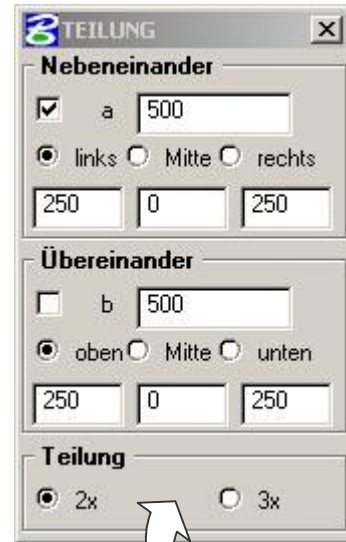 TEILUNG
Nebeneinander
a 500
links Mitte rechts
250 0 250
Übereinander
b 500
oben Mitte unten
250 0 250
Teilung
2x 3x